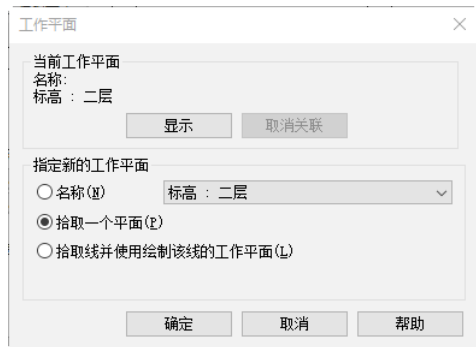 工作平面
当前工作平面
名称:
标高 : 二层
显示
取消关联
指定新的工作平面
名称(N)
标高 : 二层
拾取一个平面(P)
拾取线并使用绘制该线的工作平面(L)
确定
取消
帮助